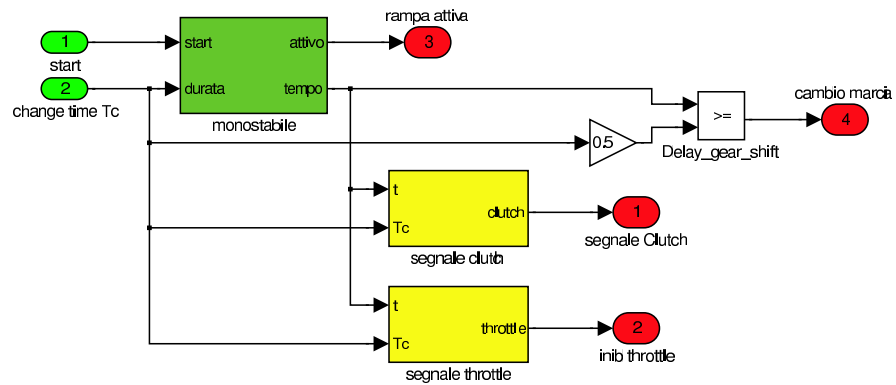 rampa attiva
1
start
attivo
3
start
2
durata
tempo
change time Tc
monostabile
cambio marcia
>=
4
0.5
Delay_gear_shift
t
clutch
1
Tc
segnale Clutch
segnale clutch
t
throttle
2
Tc
inib throttle
segnale throttle